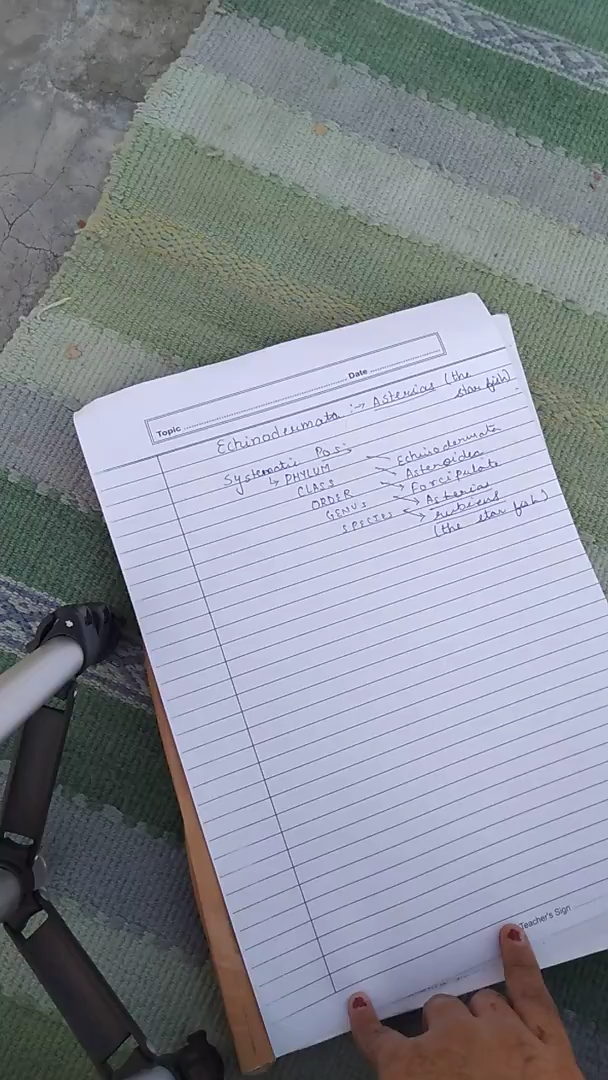 Topic ........ Date ........
Echinodermata :→ Asterias (the
star fish)
Systematic Pos:
↳ PHYLUM → Echinodermata
CLASS → Asteroidea
ORDER → Forcipulata
GENUS → Asterias
SPECIES → rubens
(the star fish)
Teacher's Sign ........